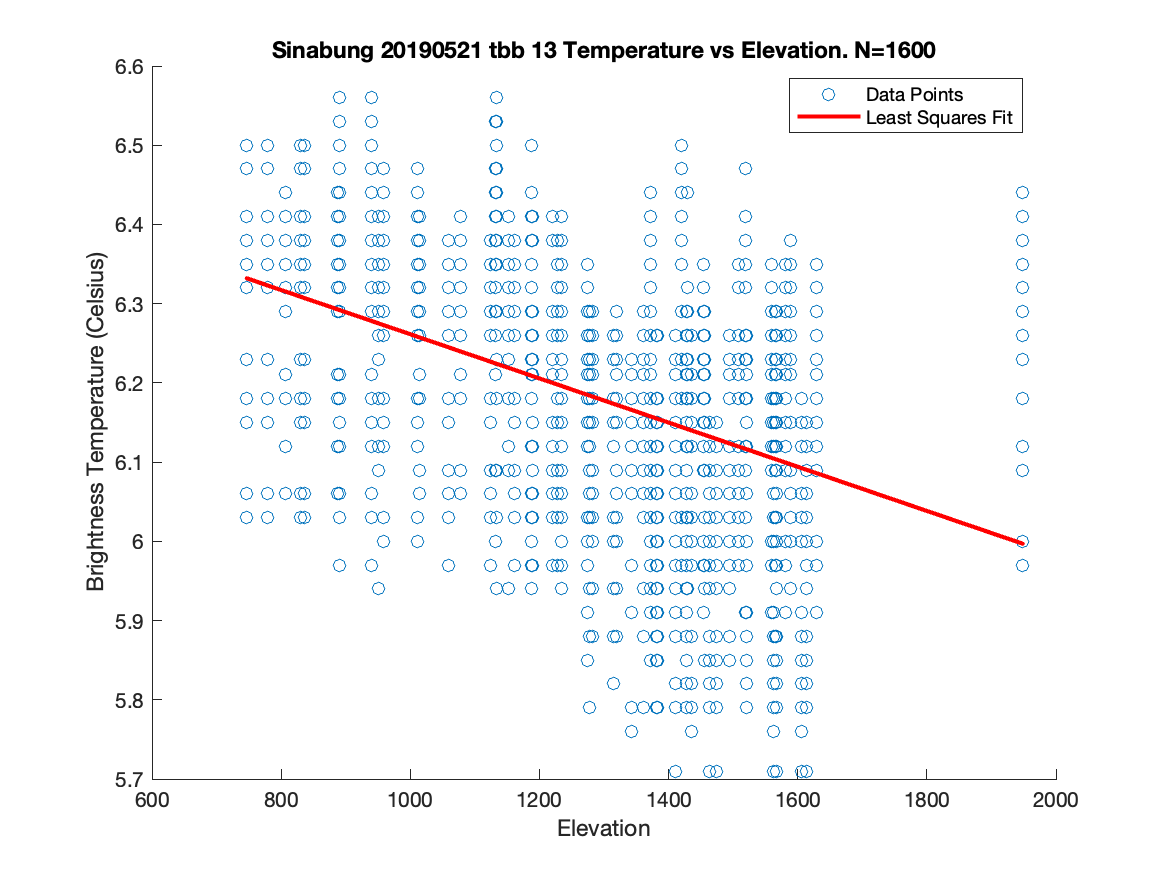 Sinabung 20190521 tbb 13 Temperature vs Elevation. N=1600
Data Points
Least Squares Fit
Brightness Temperature (Celsius)
6.6
6.5
6.4
6.3
6.2
6.1
6
5.9
5.8
5.7
600 800 1000 1200 1400 1600 1800 2000
Elevation